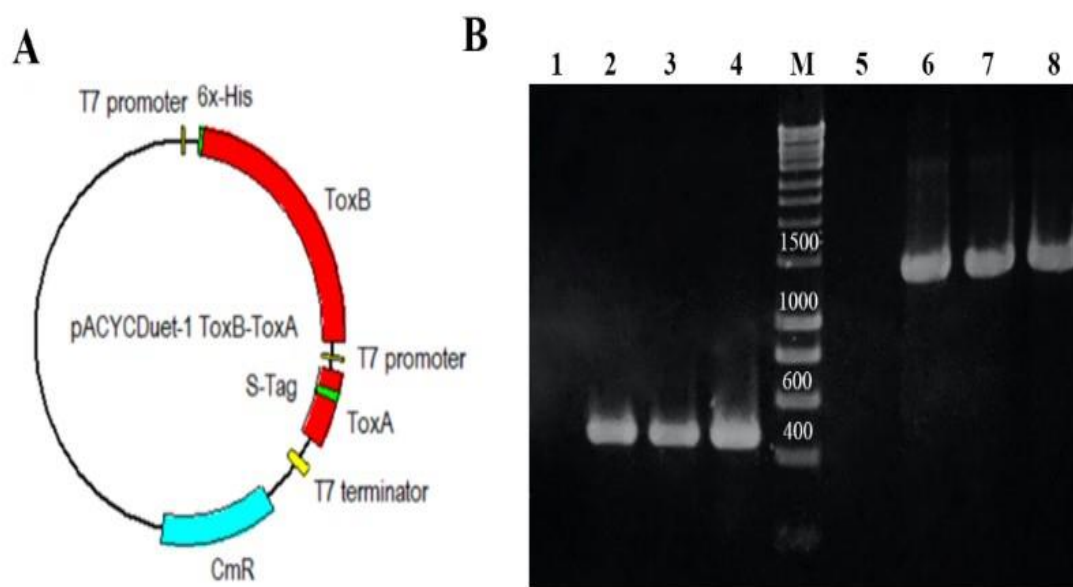 A
T7 promoter 6x-His
ToxB
pACYCDuet-1 ToxB-ToxA
T7 promoter
S-Tag
ToxA
T7 terminator
CmR
B
1 2 3 4 M 5 6 7 8
1500
1000
600
400